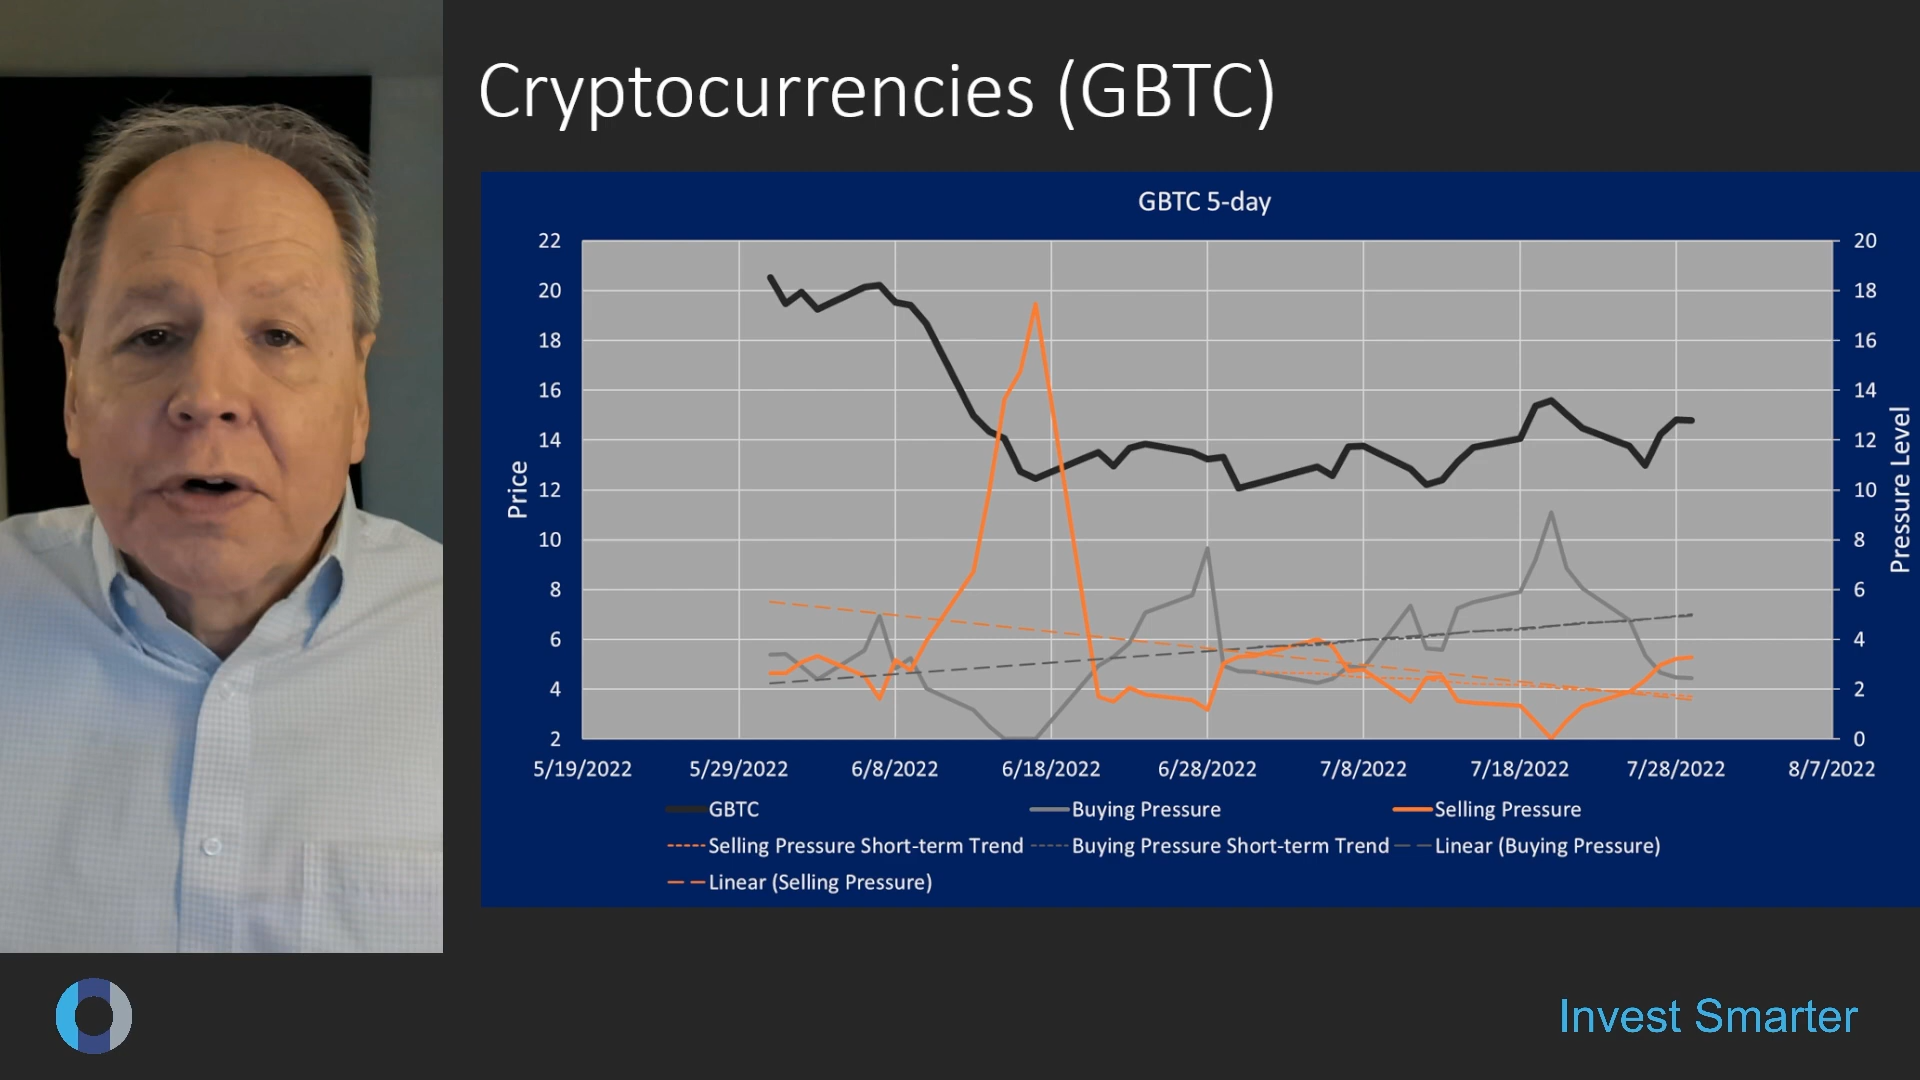 Cryptocurrencies (GBTC)
GBTC 5-day
22
20
18
16
14
12
10
8
6
4
2
Price
20
18
16
14
12
10
8
6
4
2
0
Pressure Level
5/19/2022 5/29/2022 6/8/2022 6/18/2022 6/28/2022 7/8/2022 7/18/2022 7/28/2022 8/7/2022
GBTC Buying Pressure Selling Pressure
Selling Pressure Short-term Trend Buying Pressure Short-term Trend Linear (Buying Pressure)
Linear (Selling Pressure)
Invest Smarter